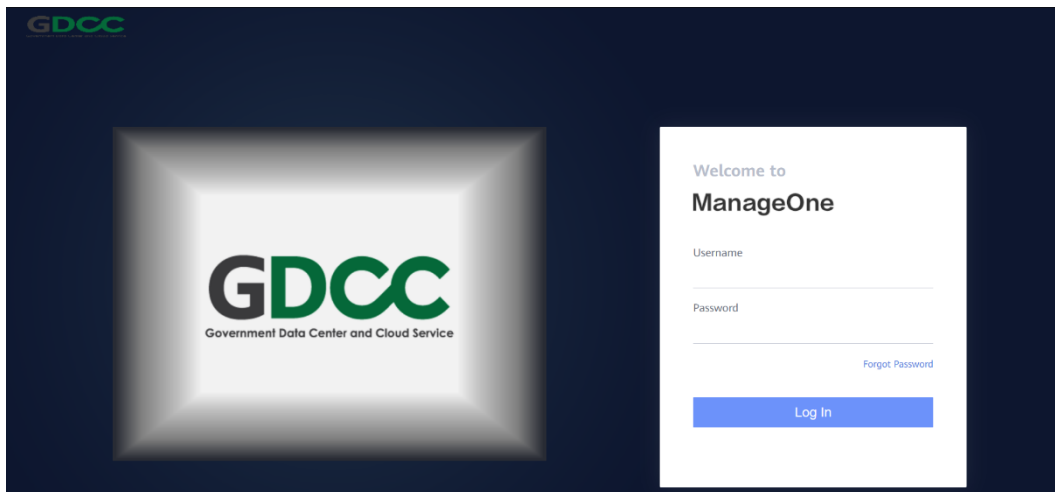 GDCC
GDCC
Government Data Center and Cloud Service
Welcome to
ManageOne
Username
Password
Forgot Password
Log In